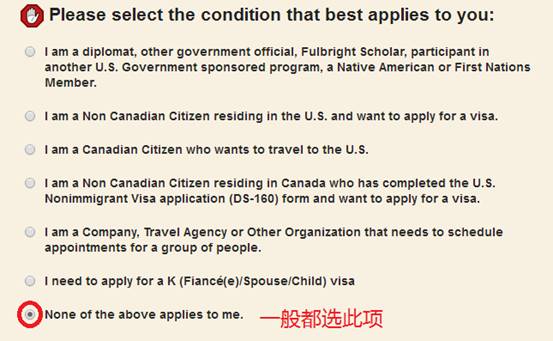 Please select the condition that best applies to you:
I am a diplomat, other government official, Fulbright Scholar, participant in
another U.S. Government sponsored program, a Native American or First Nations
Member.
I am a Non Canadian Citizen residing in the U.S. and want to apply for a visa.
I am a Canadian Citizen who wants to travel to the U.S.
I am a Non Canadian Citizen residing in Canada who has completed the U.S.
Nonimmigrant Visa application (DS-160) form and want to apply for a visa.
I am a Company, Travel Agency or Other Organization that needs to schedule
appointments for a group of people.
I need to apply for a K (Fiancé(e)/Spouse/Child) visa
None of the above applies to me. 一般都选此项